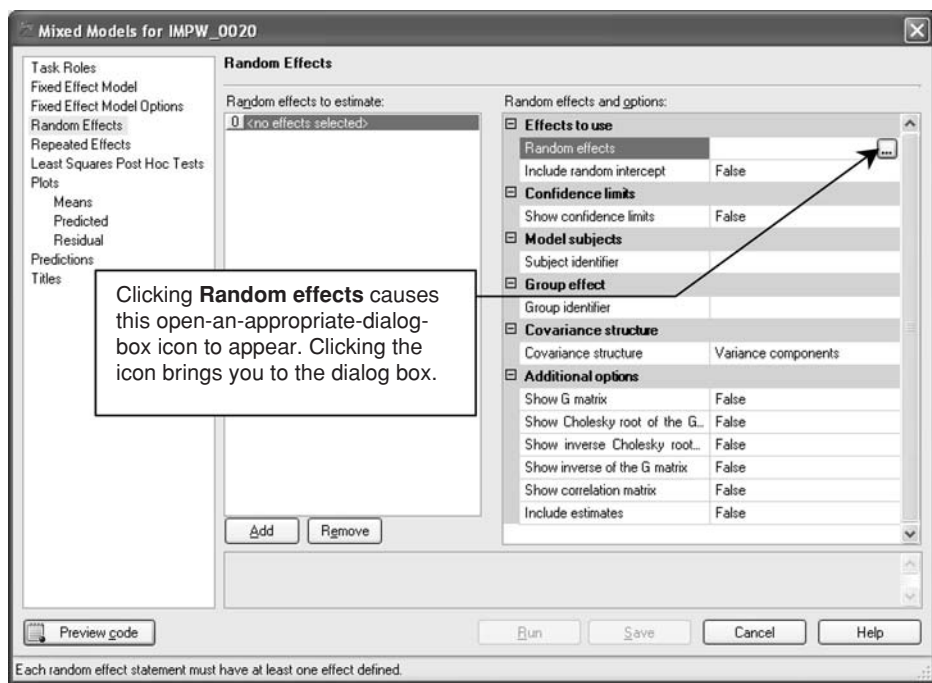 Mixed Models for IMPW_0020
Task Roles
Fixed Effect Model
Fixed Effect Model Options
Random Effects
Repeated Effects
Least Squares Post Hoc Tests
Plots
Means
Predicted
Residual
Predictions
Titles
Random Effects
Random effects to estimate:
0 <no effects selected>
Add Remove
Random effects and options:
Effects to use
Random effects ...
Include random intercept False
Confidence limits
Show confidence limits False
Model subjects
Subject identifier
Group effect
Group identifier
Covariance structure
Covariance structure Variance components
Additional options
Show G matrix False
Show Cholesky root of the G... False
Show inverse Cholesky root... False
Show inverse of the G matrix False
Show correlation matrix False
Include estimates False
Clicking Random effects causes
this open-an-appropriate-dialog-
box icon to appear. Clicking the
icon brings you to the dialog box.
Preview code Run Save Cancel Help
Each random effect statement must have at least one effect defined.